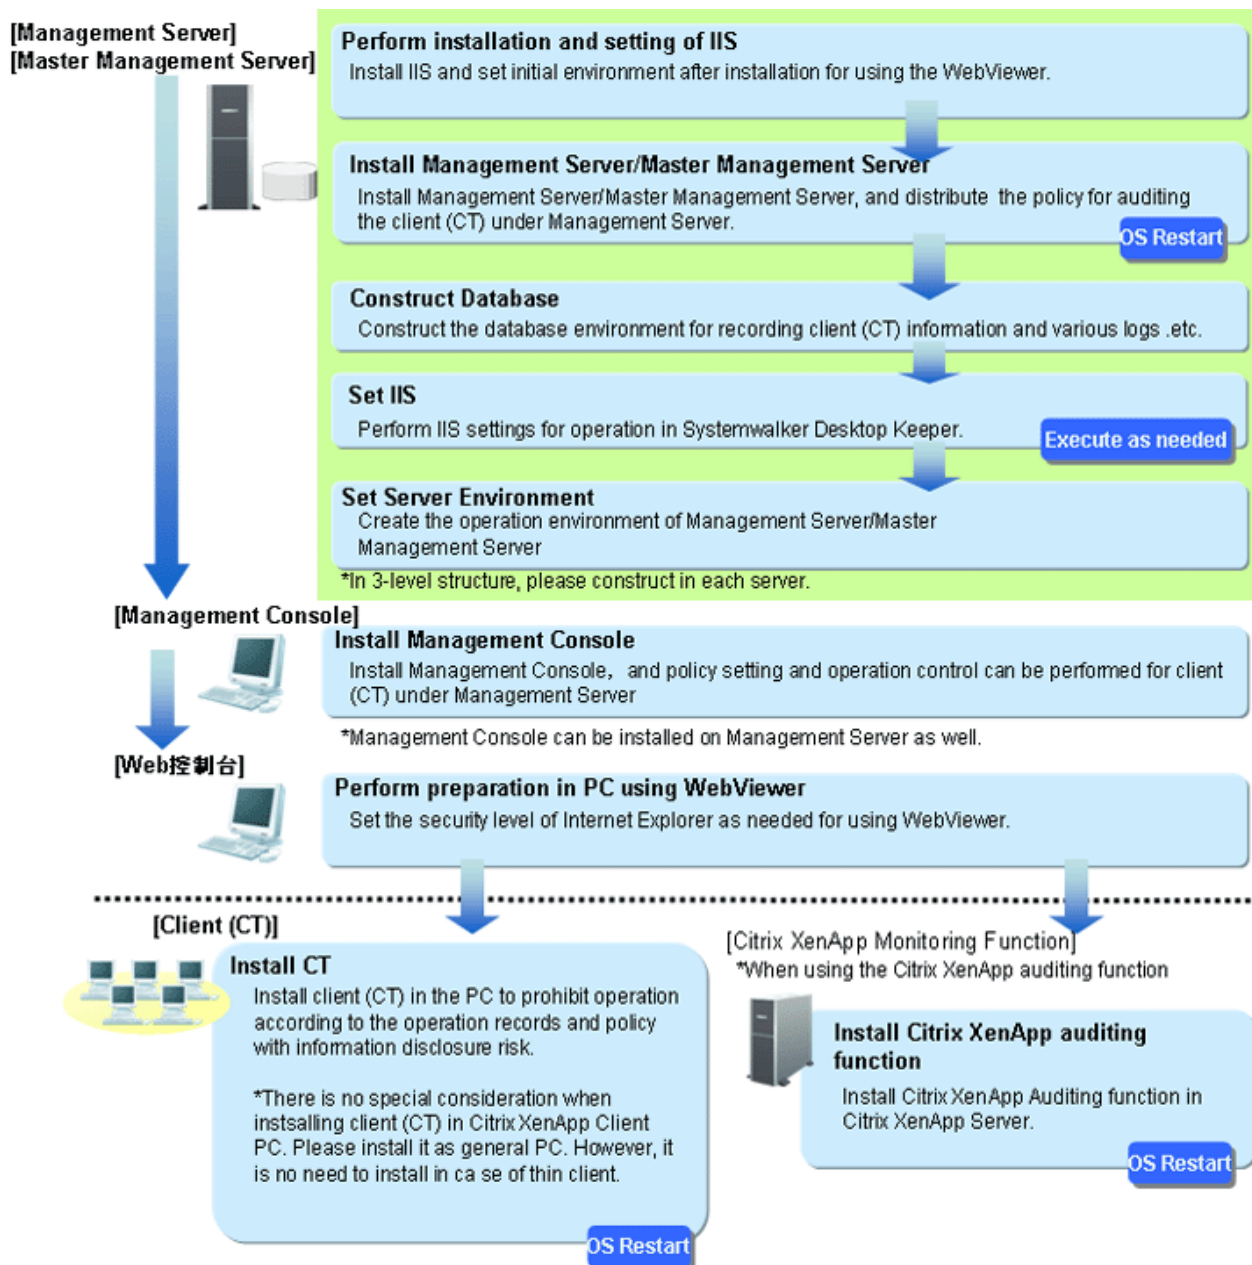 [Management Server]
[Master Management Server]
Perform installation and setting of IIS
Install IIS and set initial environment after installation for using the WebViewer.
Install Management Server/Master Management Server
Install Management Server/Master Management Server, and distribute the policy for auditing
the client (CT) under Management Server.
OS Restart
Construct Database
Construct the database environment for recording client (CT) information and various logs .etc.
Set IIS
Perform IIS settings for operation in Systemwalker Desktop Keeper.
Execute as needed
Set Server Environment
Create the operation environment of Management Server/Master
Management Server
*In 3-level structure, please construct in each server.
[Management Console]
Install Management Console
Install Management Console, and policy setting and operation control can be performed for client
(CT) under Management Server
*Management Console can be installed on Management Server as well.
[Web控制台]
Perform preparation in PC using WebViewer
Set the security level of Internet Explorer as needed for using WebViewer.
[Client (CT)]
Install CT
Install client (CT) in the PC to prohibit operation
according to the operation records and policy
with information disclosure risk.
*There is no special consideration when
instsalling client (CT) in Citrix XenApp Client
PC. Please install it as general PC. However, it
is no need to install in ca se of thin client.
OS Restart
[Citrix XenApp Monitoring Function]
*When using the Citrix XenApp auditing function
Install Citrix XenApp auditing
function
Install Citrix XenApp Auditing function in
Citrix XenApp Server.
OS Restart